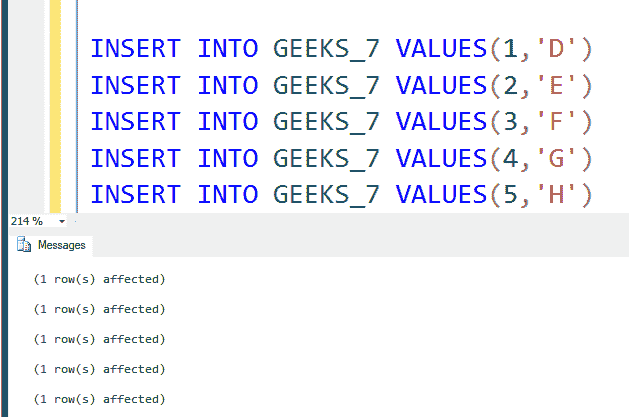 INSERT INTO GEEKS_7 VALUES(1,'D')
INSERT INTO GEEKS_7 VALUES(2,'E')
INSERT INTO GEEKS_7 VALUES(3,'F')
INSERT INTO GEEKS_7 VALUES(4,'G')
INSERT INTO GEEKS_7 VALUES(5,'H')
214 %
Messages
(1 row(s) affected)
(1 row(s) affected)
(1 row(s) affected)
(1 row(s) affected)
(1 row(s) affected)